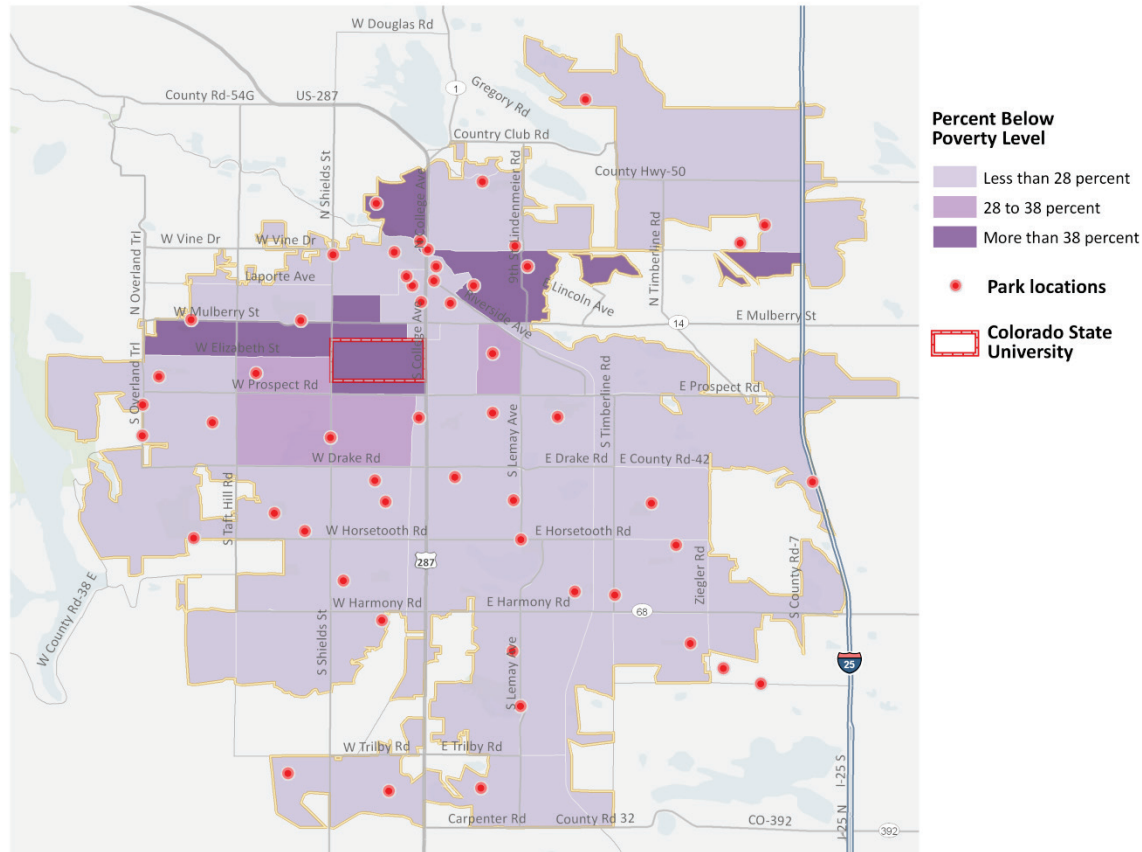 W Douglas Rd
Gregory Rd
County Rd-54G
US-287
1
Country Club Rd
County Hwy-50
N Shields St
College Ave
9th St
Lindenmeier Rd
N Timberline Rd
N Overland Trl
W Vine Dr
W Vine Dr
Laporte Ave
E Lincoln Ave
Riverside Ave
W Mulberry St
14
E Mulberry St
W Elizabeth St
S College Ave
S Overland Trl
W Prospect Rd
E Prospect Rd
S Timberline Rd
S Lemay Ave
W Drake Rd
E Drake Rd
E County Rd-42
S Taft Hill Rd
W Horsetooth Rd
E Horsetooth Rd
287
Ziegler Rd
S County Rd-7
W County Rd-38 E
W Harmony Rd
E Harmony Rd
68
S Shields St
S Lemay Ave
25
W Trilby Rd
E Trilby Rd
I-25 S
I-25 N
Carpenter Rd
County Rd 32
CO-392
392
Percent Below
Poverty Level
Less than 28 percent
28 to 38 percent
More than 38 percent
Park locations
Colorado State
University